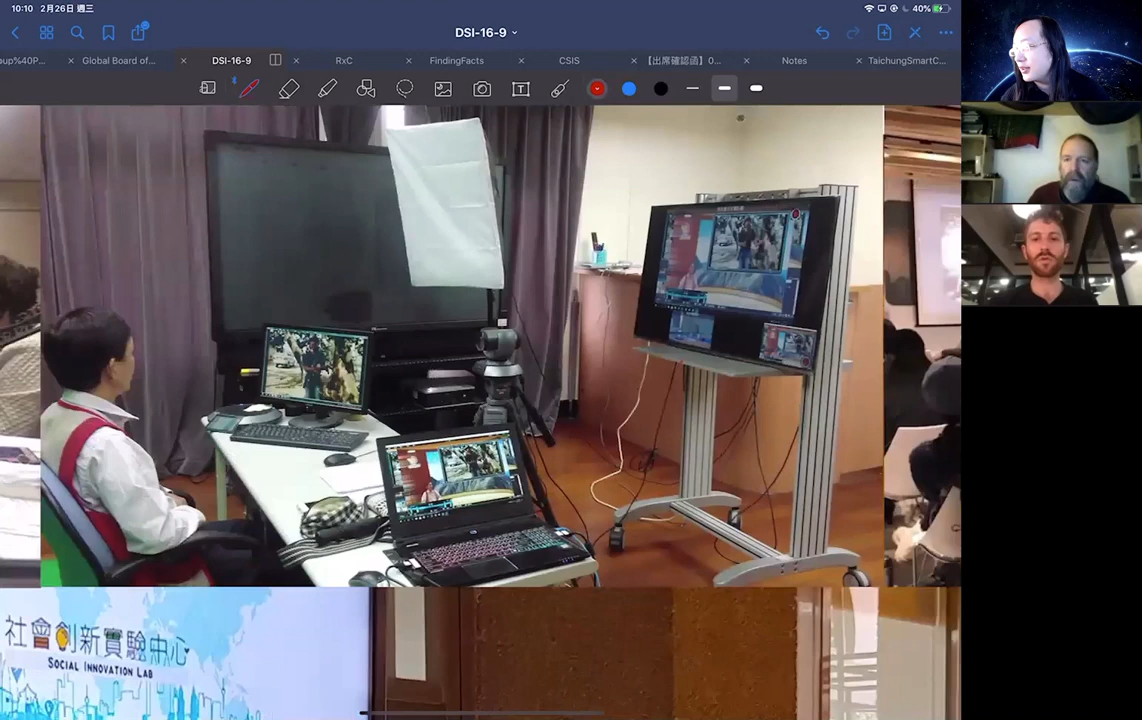 10:10 2月26日 週三
40%
DSI-16-9
aup%40P...
Global Board of...
DSI-16-9
RxC
FindingFacts
CSIS
【出席確認函】0...
Notes
TaichungSmartC...
T
社會創新實驗中心
SOCIAL INNOVATION LAB